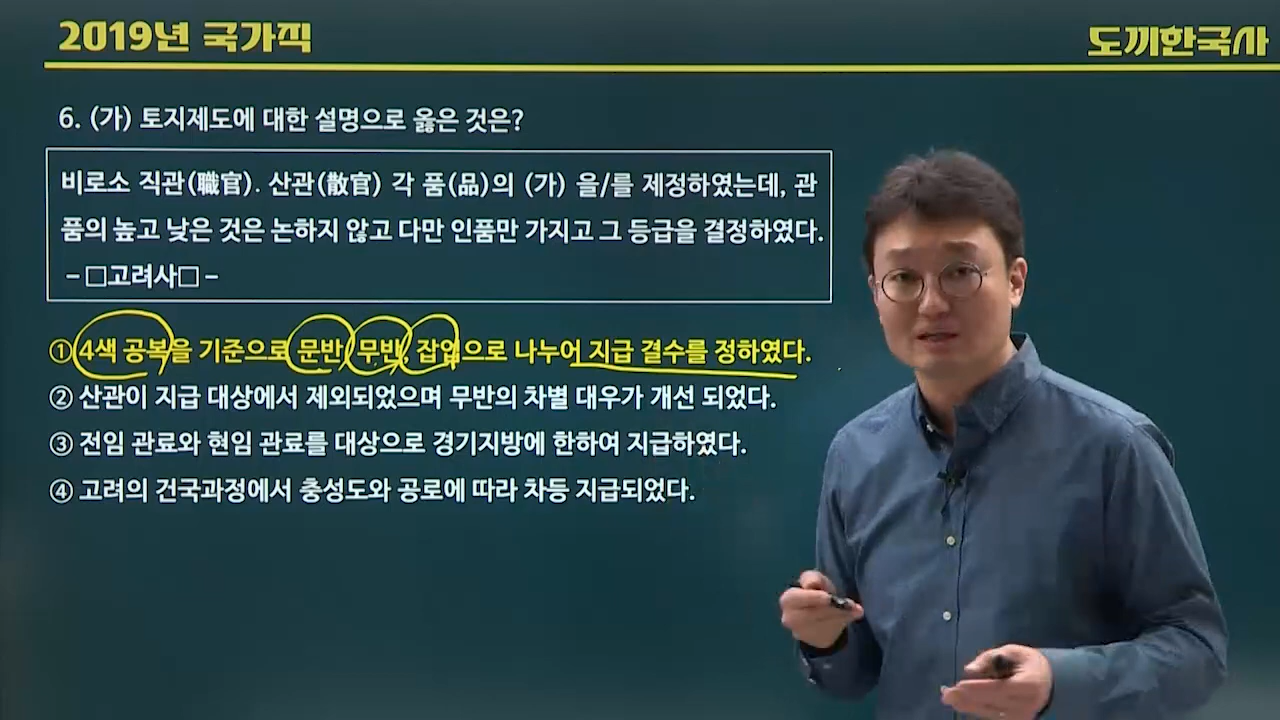 2019년 국가직
도끼한국사
6. (가) 토지제도에 대한 설명으로 옳은 것은?
비로소 직관(職官). 산관(散官) 각 품(品)의 (가) 을/를 제정하였는데, 관
품의 높고 낮은 것은 논하지 않고 다만 인품만 가지고 그 등급을 결정하였다.
– □고려사□ –
① 4색 공복을 기준으로 문반, 무반, 잡업으로 나누어 지급 결수를 정하였다.
② 산관이 지급 대상에서 제외되었으며 무반의 차별 대우가 개선 되었다.
③ 전임 관료와 현임 관료를 대상으로 경기지방에 한하여 지급하였다.
④ 고려의 건국과정에서 충성도와 공로에 따라 차등 지급되었다.